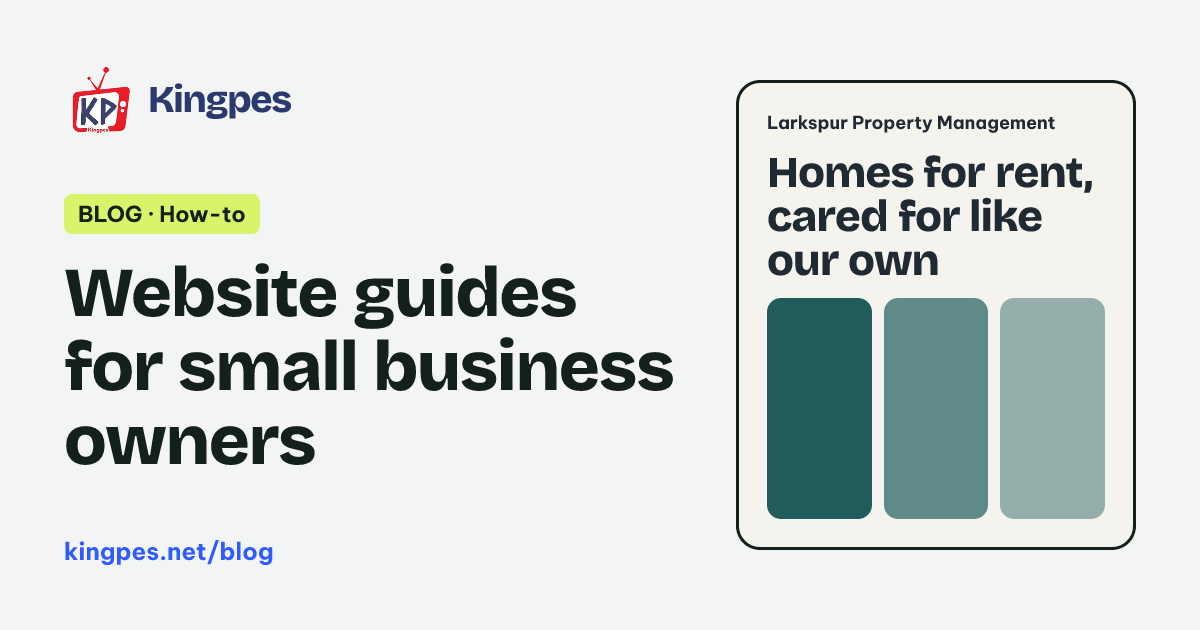 KP
Kingpes
Kingpes
BLOG · How-to
Website guides
for small business
owners
kingpes.net/blog
Larkspur Property Management
Homes for rent,
cared for like
our own